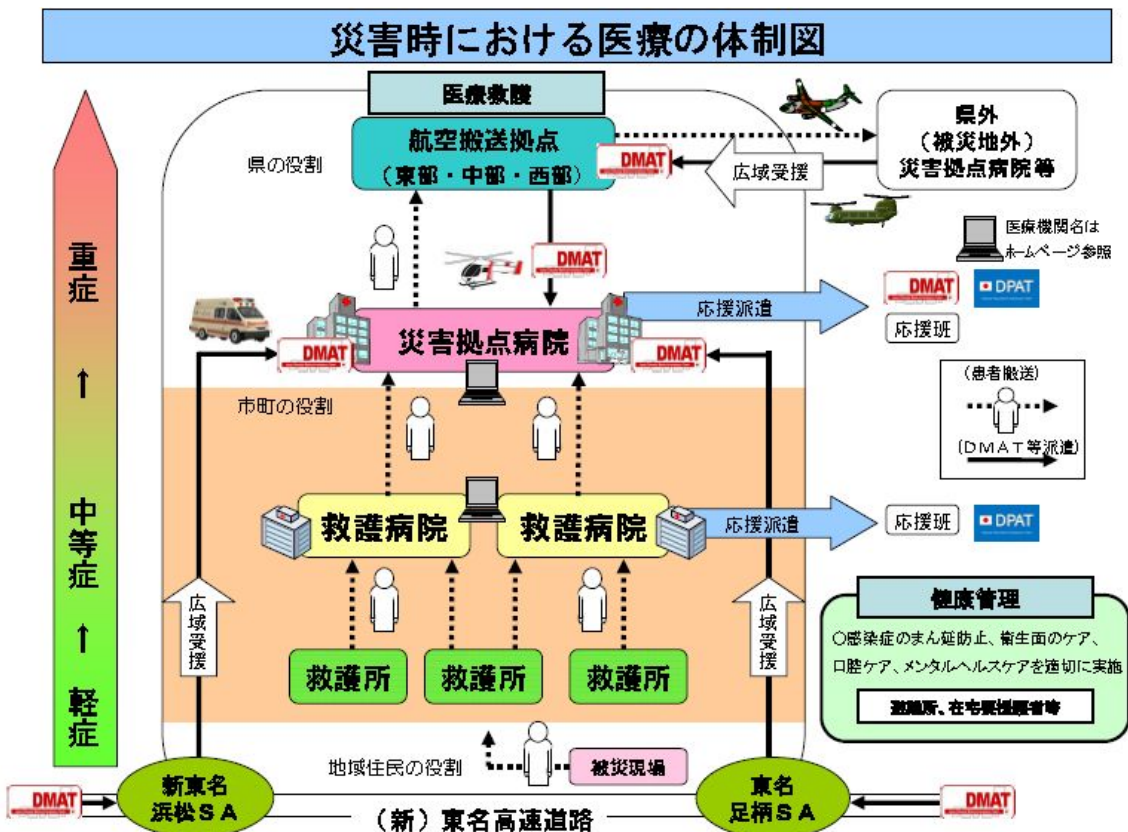 災害時における医療の体制図
医療救護
航空搬送拠点
（東部・中部・西部）
DMAT
県の役割
広域受援
県外
（被災地外）
災害拠点病院等
医療機関名は
ホームページ参照
重症
↑
中等症
↑
軽症
DMAT
災害拠点病院
DMAT
DMAT
応援派遣
DMAT
DPAT
応援班
市町の役割
（患者搬送）
（ＤＭＡＴ等派遣）
救護病院
救護病院
応援派遣
応援班
DPAT
広域受援
広域受援
救護所
救護所
救護所
健康管理
○感染症のまん延防止、衛生面のケア、
口腔ケア、メンタルヘルスケアを適切に実施
避難所、在宅要援護者等
地域住民の役割
被災現場
DMAT
新東名
浜松ＳＡ
（新）東名高速道路
東名
足柄ＳＡ
DMAT